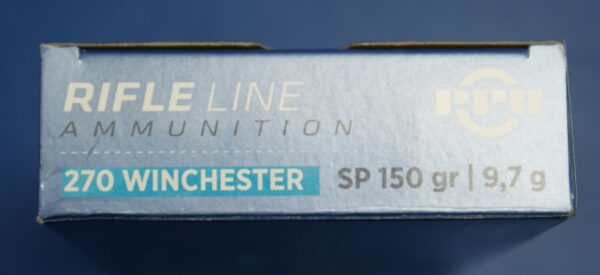 RIFLE LINE
AMMUNITION
PPU
270 WINCHESTER SP 150 gr | 9,7 g